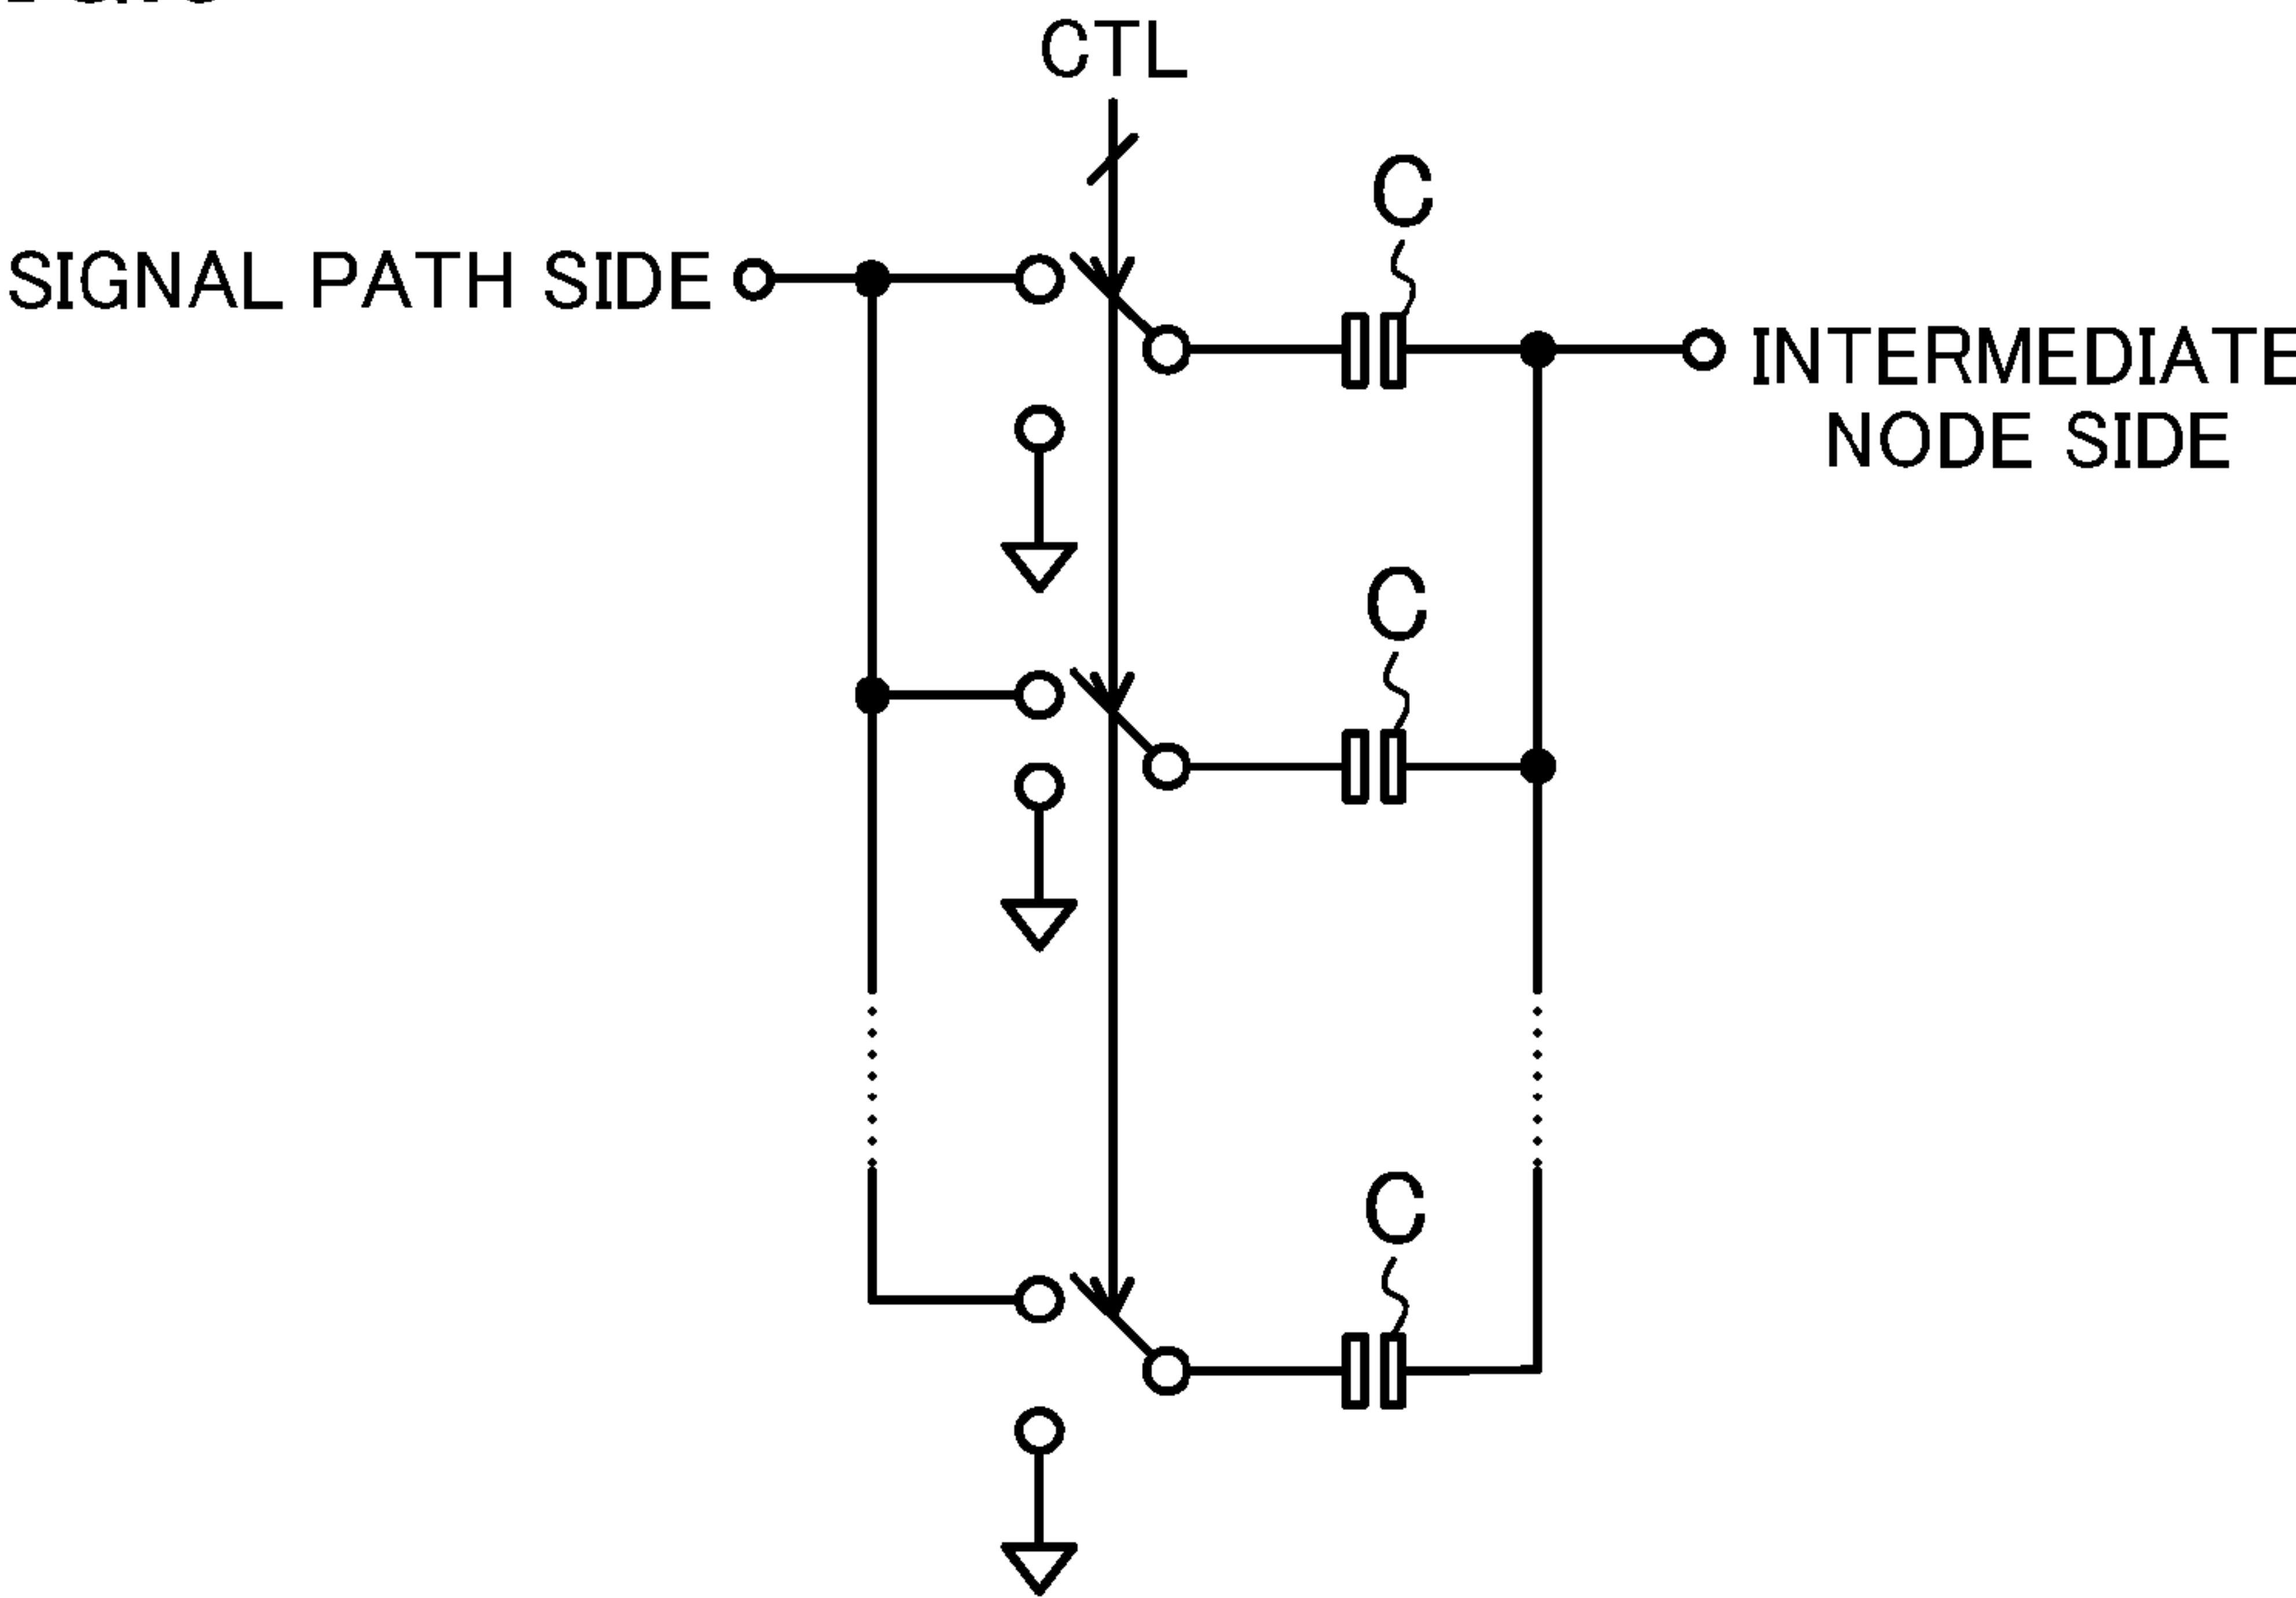 CTL
C
SIGNAL PATH SIDE
INTERMEDIATE
NODE SIDE
C
C